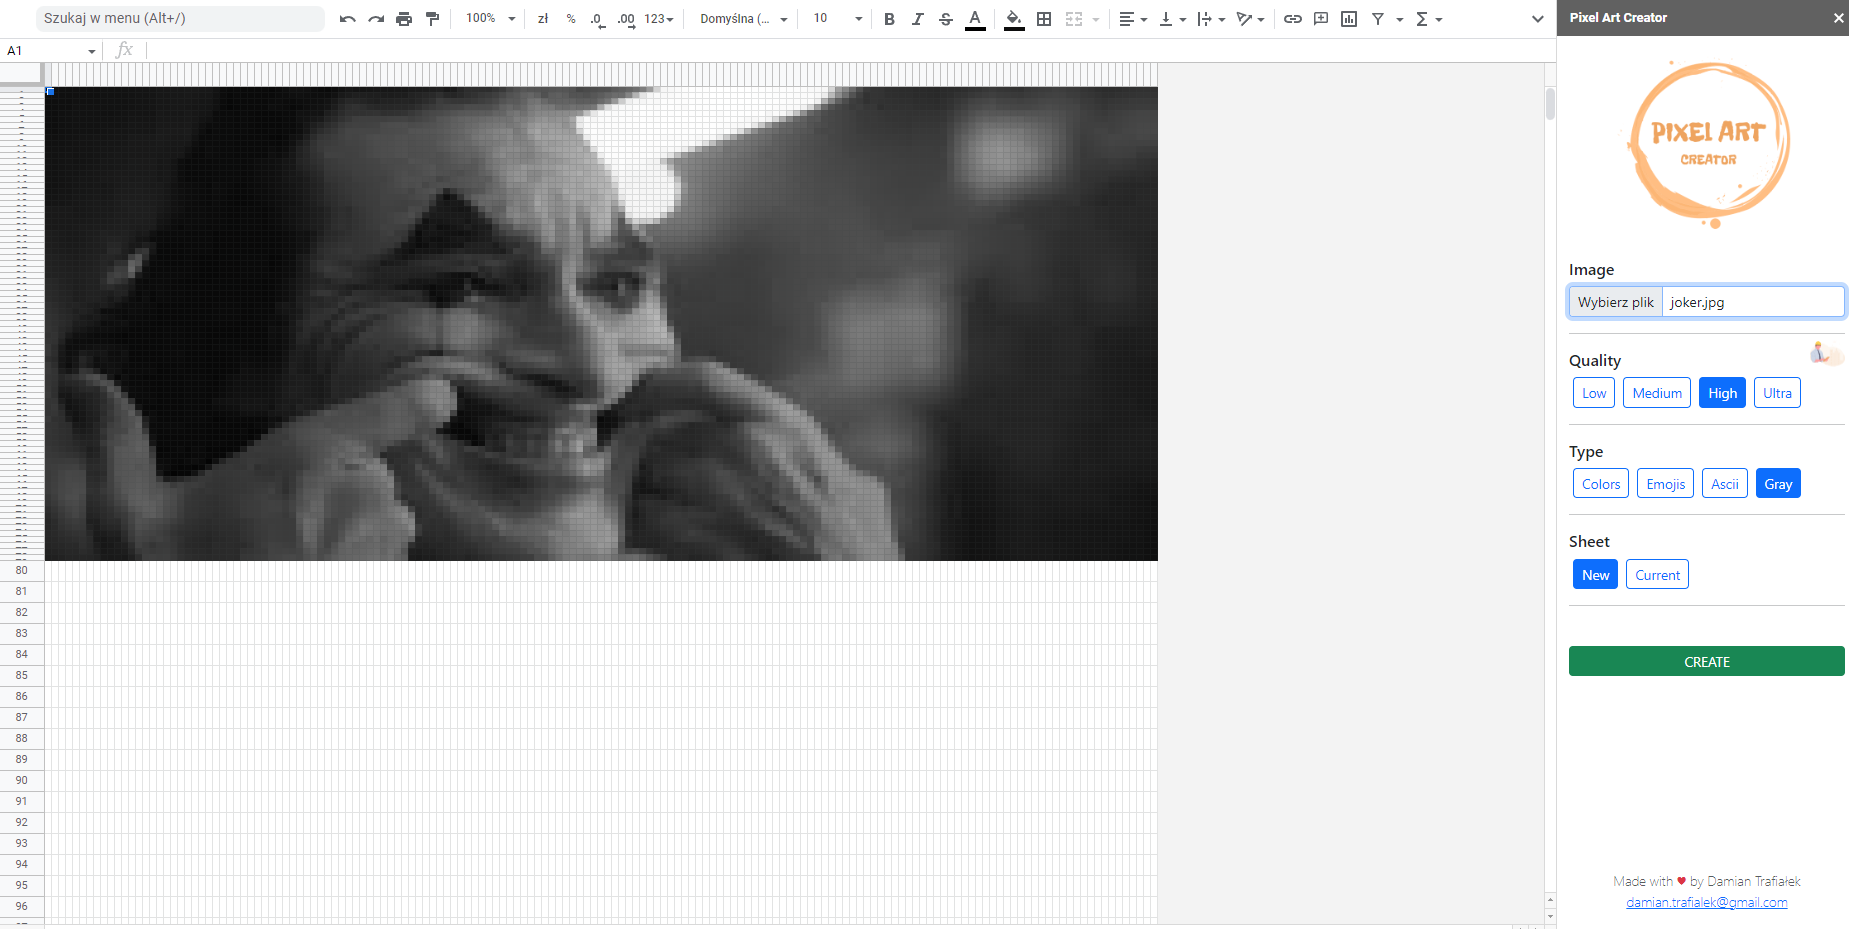 Szukaj w menu (Alt+/)
100%
zł
%
.0
.00
123
Domyślna (...
10
B
I
S
A
Σ
A1
fx
80
81
82
83
84
85
86
87
88
89
90
91
92
93
94
95
96
Pixel Art Creator
PIXEL ART
CREATOR
Image
Wybierz plik joker.jpg
Quality
Low Medium High Ultra
Type
Colors Emojis Ascii Gray
Sheet
New Current
CREATE
Made with ♥ by Damian Trafiałek
damian.trafialek@gmail.com